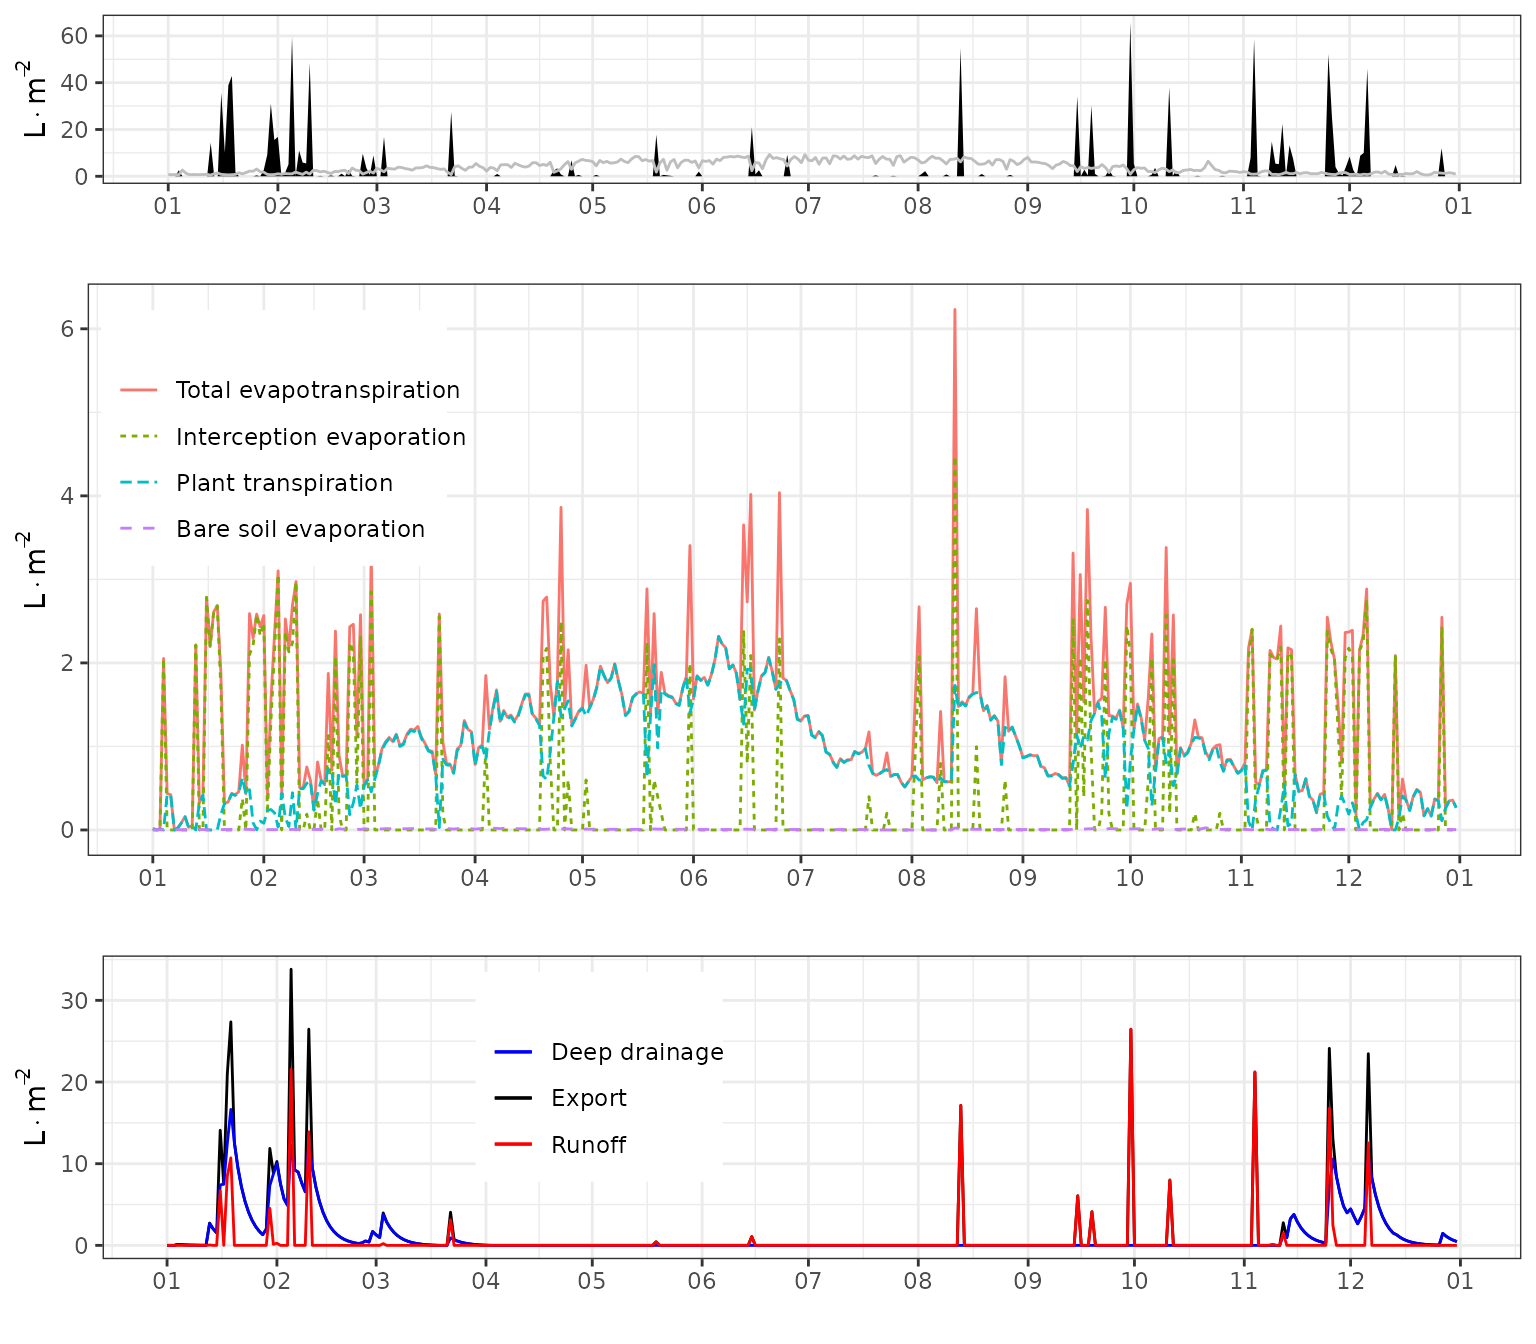 60
40
20
0
L · m⁻²
01 02 03 04 05 06 07 08 09 10 11 12 01
6
4
2
0
L · m⁻²
Total evapotranspiration
Interception evaporation
Plant transpiration
Bare soil evaporation
01 02 03 04 05 06 07 08 09 10 11 12 01
30
20
10
0
L · m⁻²
Deep drainage
Export
Runoff
01 02 03 04 05 06 07 08 09 10 11 12 01